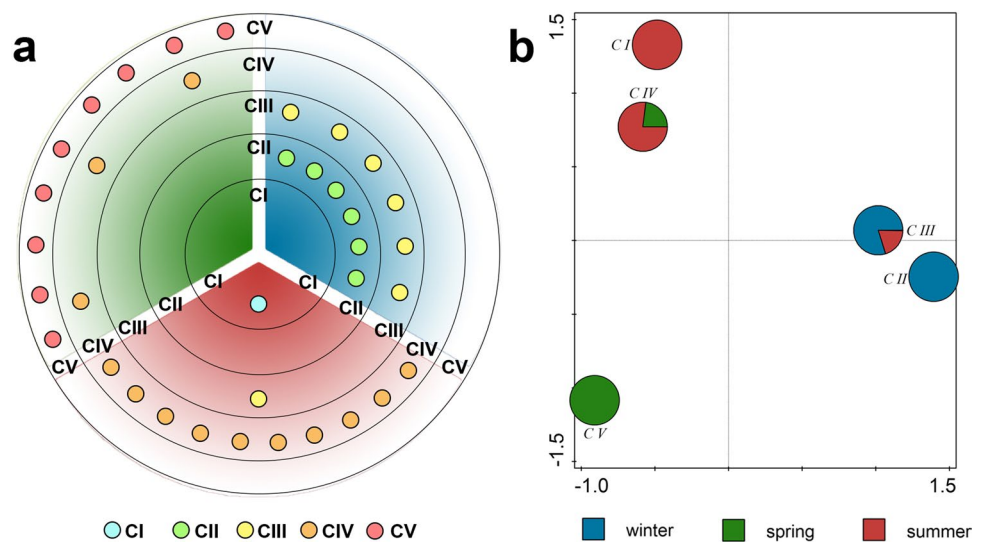 a
CV
CIV
CIII
CII
CI
CI
CII
CIII
CIV
CV
CI
CII
CIII
CIV
CV
CI
CII
CIII
CIV
CV
b
1.5
-1.5
-1.0
1.5
C I
C IV
C III
C II
C V
winter
spring
summer